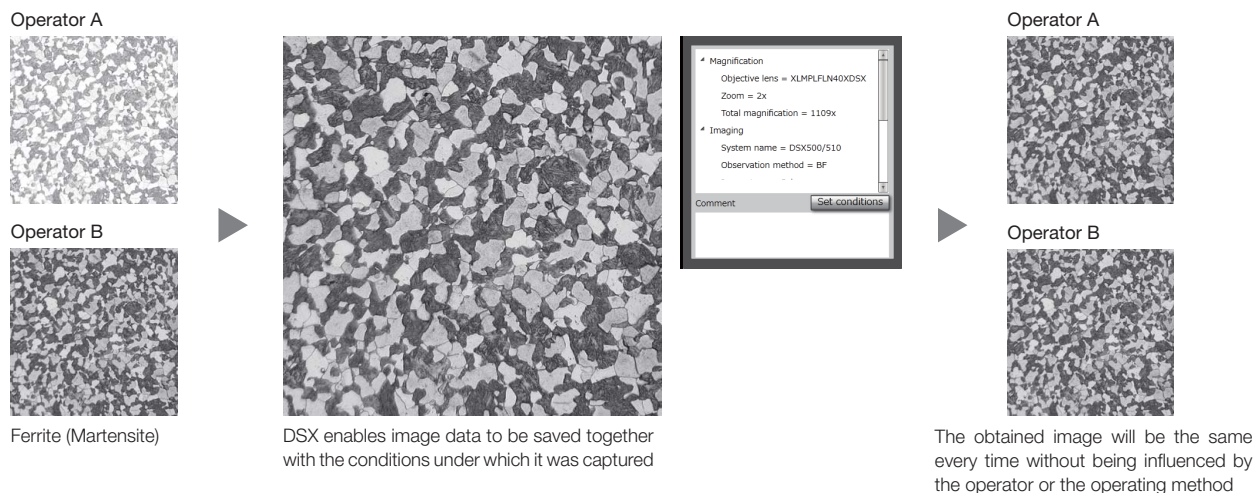 Operator A
Operator B
Ferrite (Martensite)
Magnification
Objective lens = XLMPLFLN40XDSX
Zoom = 2x
Total magnification = 1109x
Imaging
System name = DSX500/510
Observation method = BF
Comment
Set conditions
DSX enables image data to be saved together
with the conditions under which it was captured
Operator A
Operator B
The obtained image will be the same
every time without being influenced by
the operator or the operating method